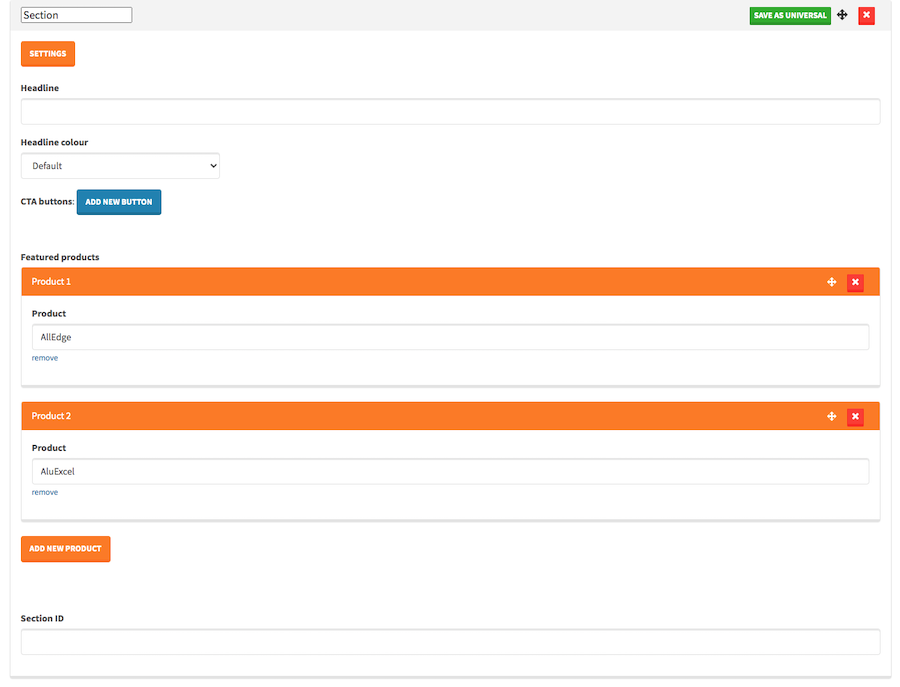 Section SAVE AS UNIVERSAL
SETTINGS
Headline
Headline colour
Default
CTA buttons: ADD NEW BUTTON
Featured products
Product 1
Product
AllEdge
remove
Product 2
Product
AluExcel
remove
ADD NEW PRODUCT
Section ID